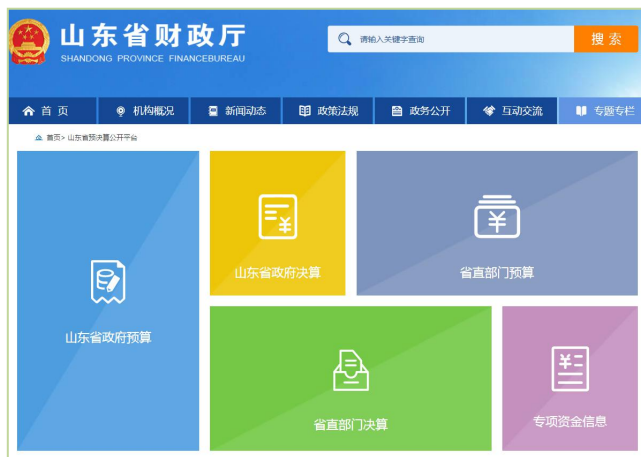 山东省财政厅
SHANDONG PROVINCE FINANCEBUREAU
请输入关键字查询
搜 索
首 页 机构概况 新闻动态 政策法规 政务公开 互动交流 专题专栏
首页> 山东省预决算公开平台
山东省政府预算
山东省政府决算
省直部门预算
省直部门决算
专项资金信息